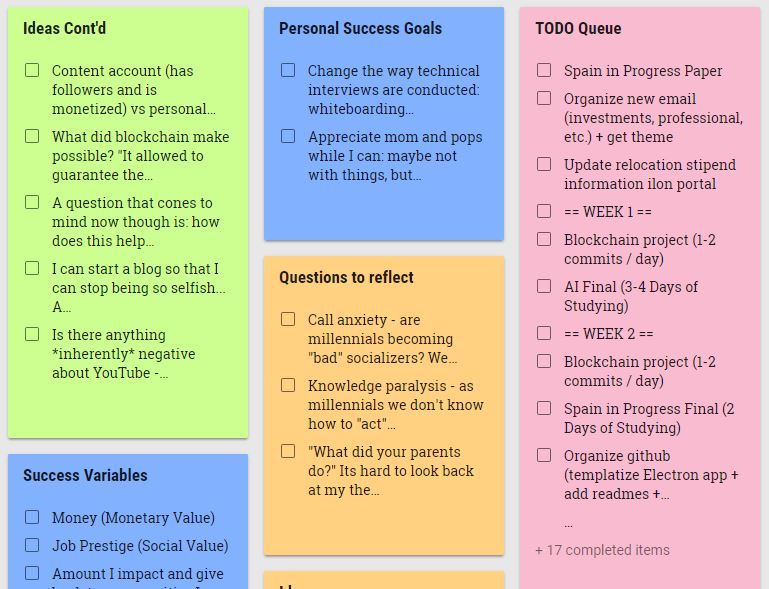 Ideas Cont'd
Content account (has
followers and is
monetized) vs personal...
What did blockchain make
possible? "It allowed to
guarantee the...
A question that cones to
mind now though is: how
does this help...
I can start a blog so that I
can stop being so selfish...
A...
Is there anything
*inherently* negative
about YouTube -...
Success Variables
Money (Monetary Value)
Job Prestige (Social Value)
Amount I impact and give
Personal Success Goals
Change the way technical
interviews are conducted:
whiteboarding...
Appreciate mom and pops
while I can: maybe not
with things, but...
Questions to reflect
Call anxiety - are
millennials becoming
"bad" socializers? We...
Knowledge paralysis - as
millennials we don't know
how to "act"...
"What did your parents
do?" Its hard to look back
at my the...
TODO Queue
Spain in Progress Paper
Organize new email
(investments, professional,
etc.) + get theme
Update relocation stipend
information ilon portal
== WEEK 1 ==
Blockchain project (1-2
commits / day)
AI Final (3-4 Days of
Studying)
== WEEK 2 ==
Blockchain project (1-2
commits / day)
Spain in Progress Final (2
Days of Studying)
Organize github
(templatize Electron app +
add readmes +...
...
+ 17 completed items